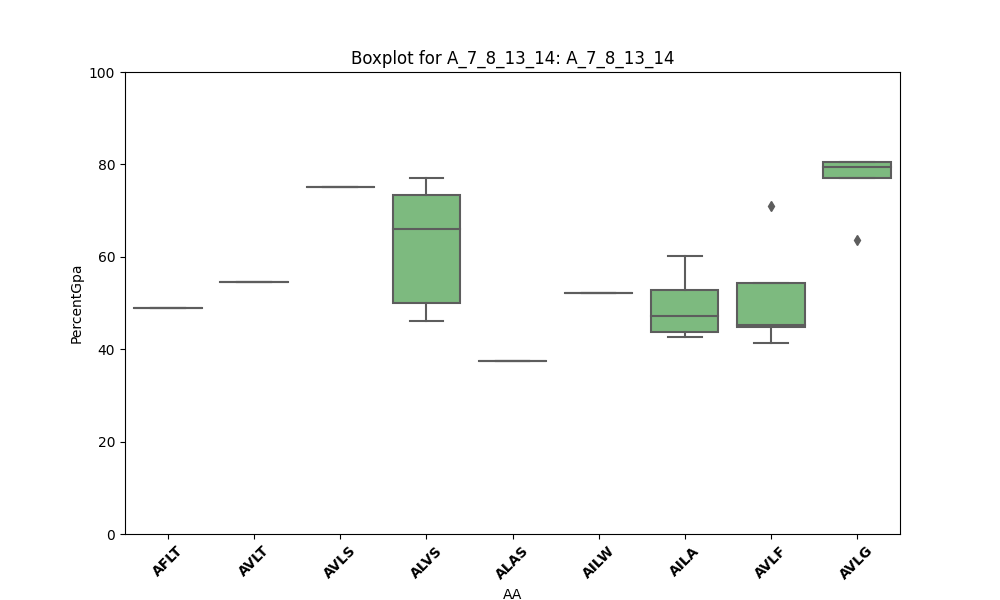 Boxplot for A_7_8_13_14: A_7_8_13_14
100
80
60
40
20
0
PercentGpa
AFLT AVLT AVLS ALVS ALAS AILW AILA AVLF AVLG
AA